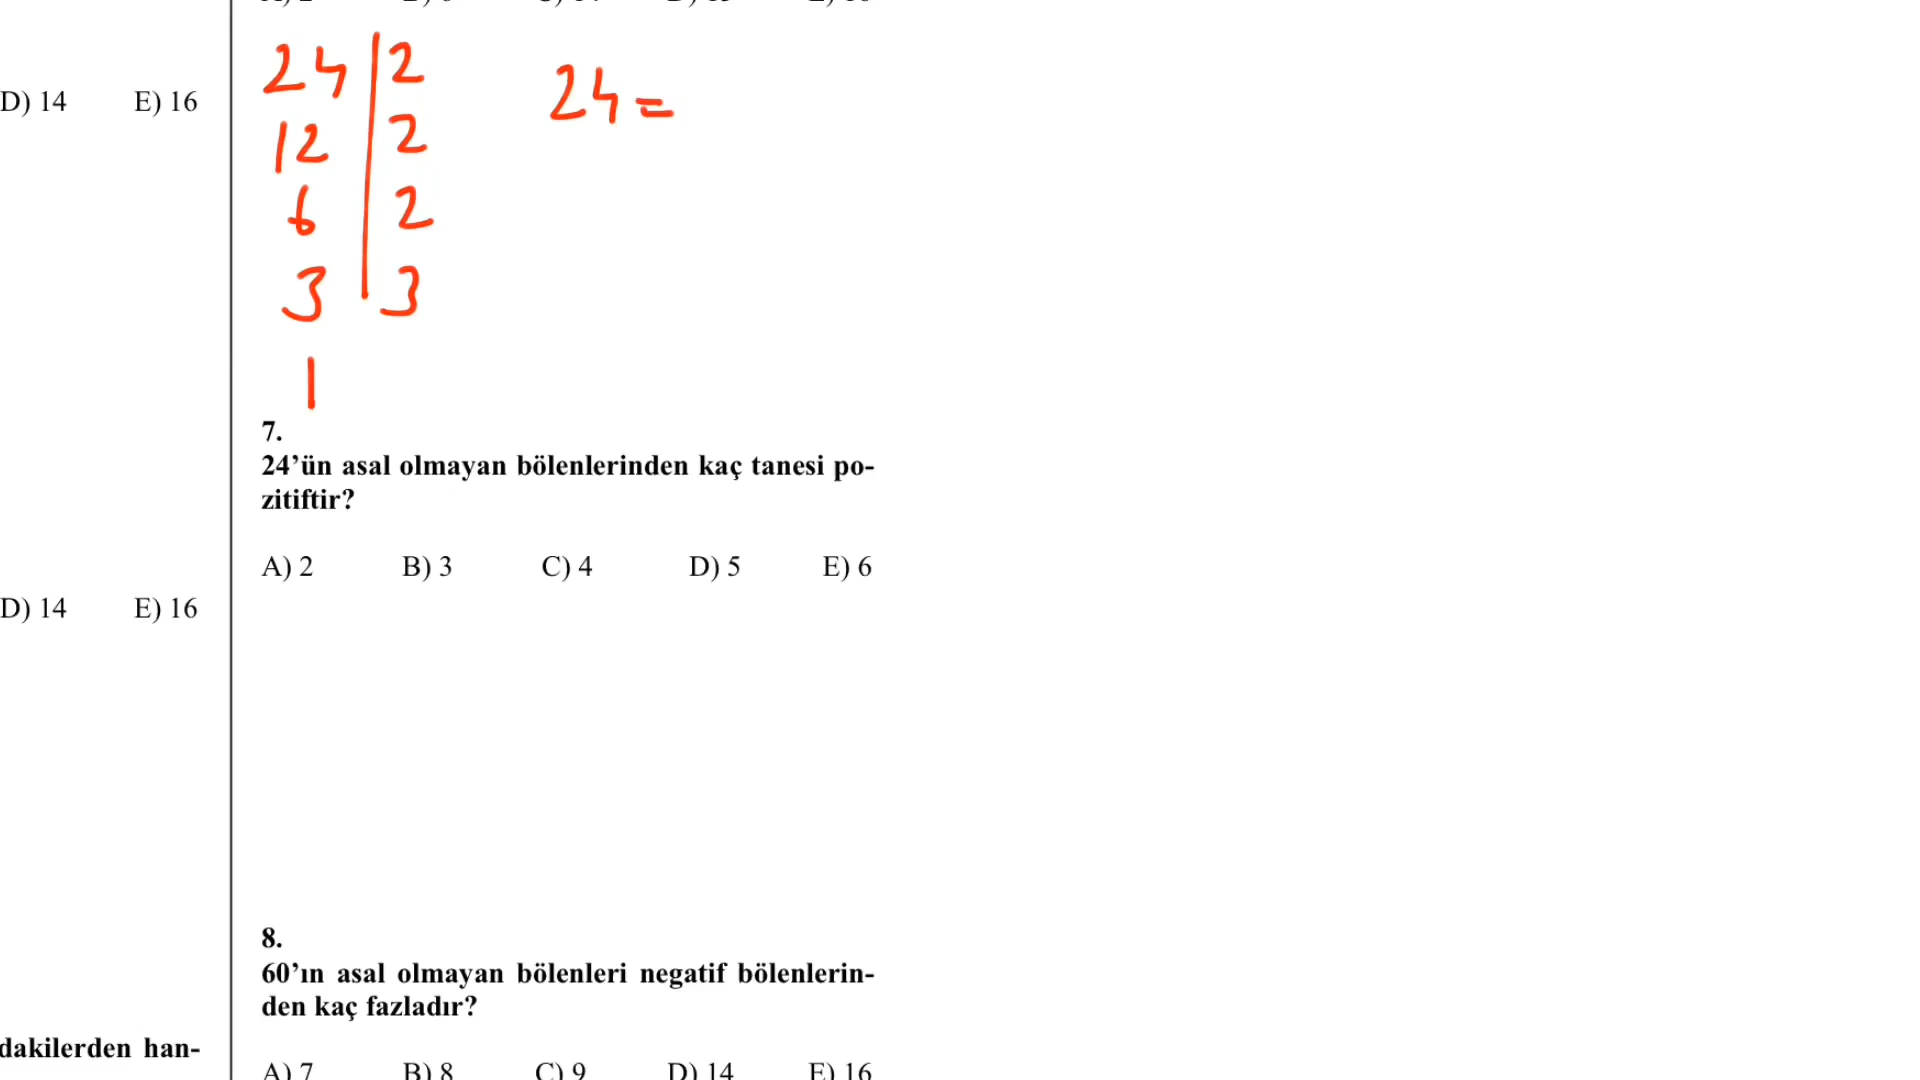 D) 14 E) 16
D) 14 E) 16
dakilerden han-
24 | 2 24 =
12 | 2
6 | 2
3 | 3
1
7.
24’ün asal olmayan bölenlerinden kaç tanesi po-
zitiftir?
A) 2 B) 3 C) 4 D) 5 E) 6
8.
60’ın asal olmayan bölenleri negatif bölenlerin-
den kaç fazladır?
A) 7 B) 8 C) 9 D) 14 E) 16